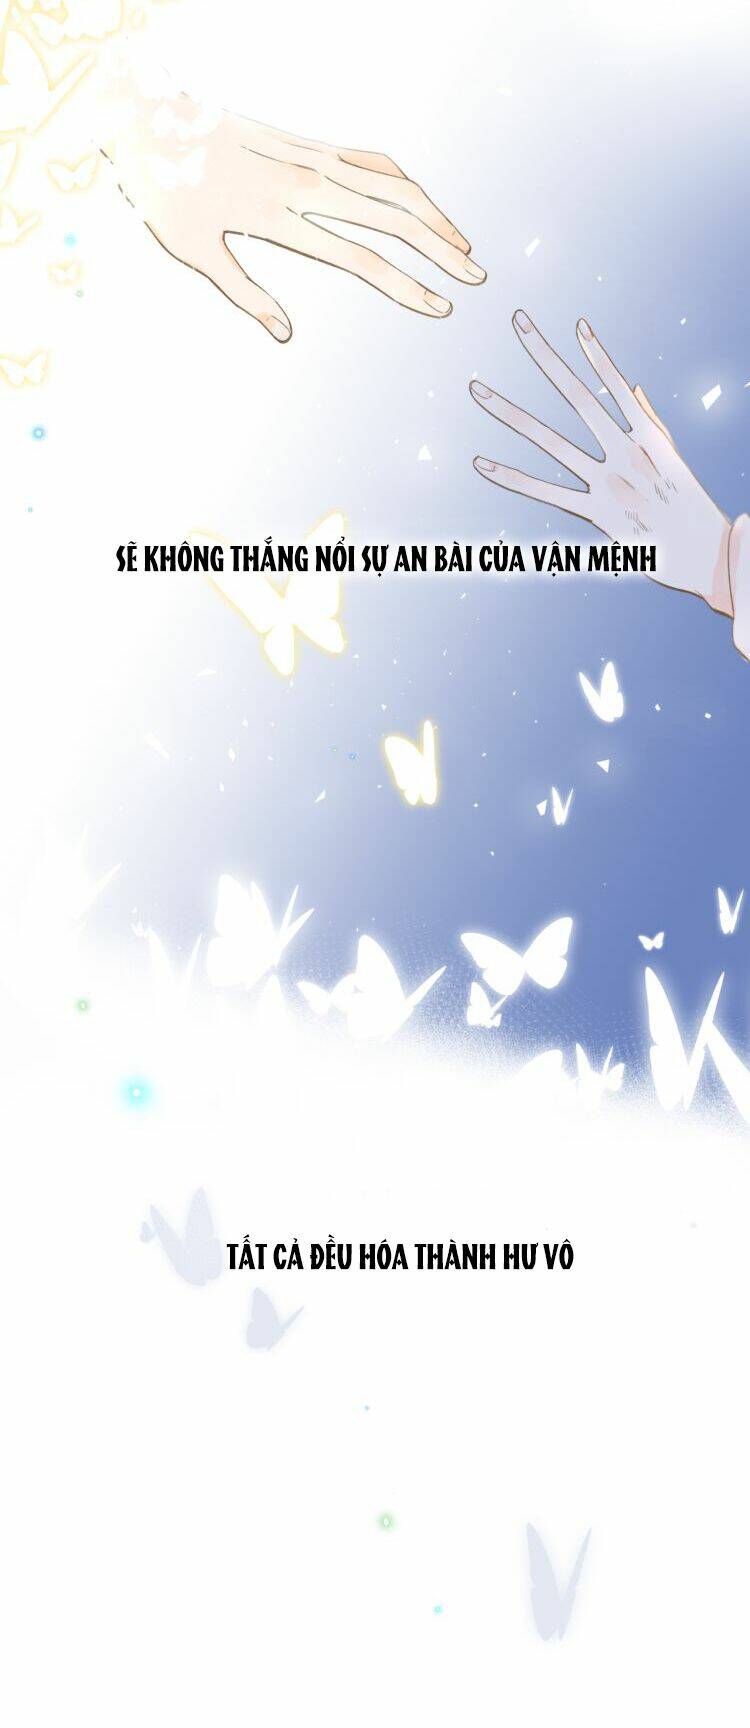 SẼ KHÔNG THẮNG NỔI SỰ AN BÀI CỦA VẬN MỆNH
TẤT CẢ ĐỀU HÓA THÀNH HƯ VÔ